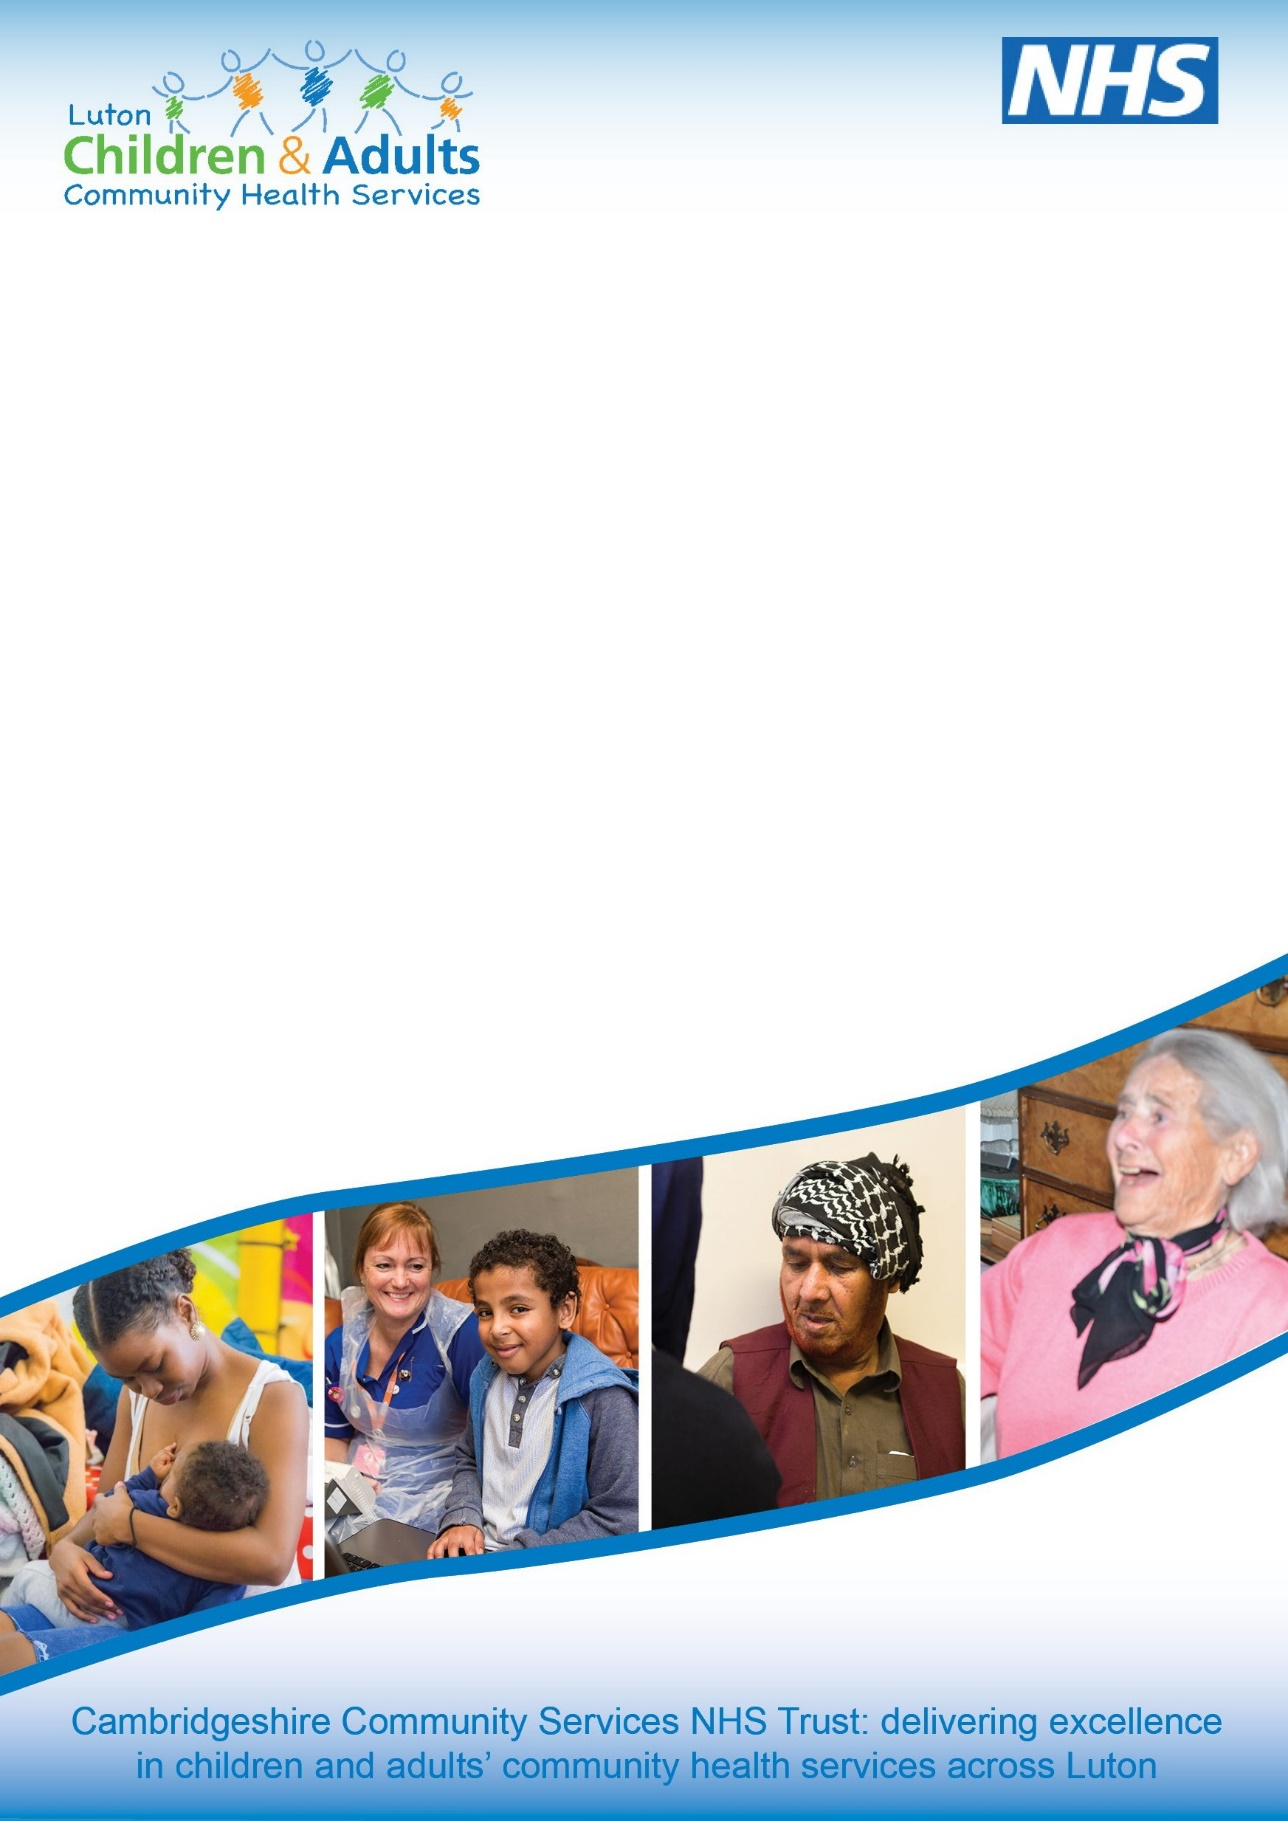 Luton
Children & Adults
Community Health Services
NHS
Cambridgeshire Community Services NHS Trust: delivering excellence
in children and adults’ community health services across Luton